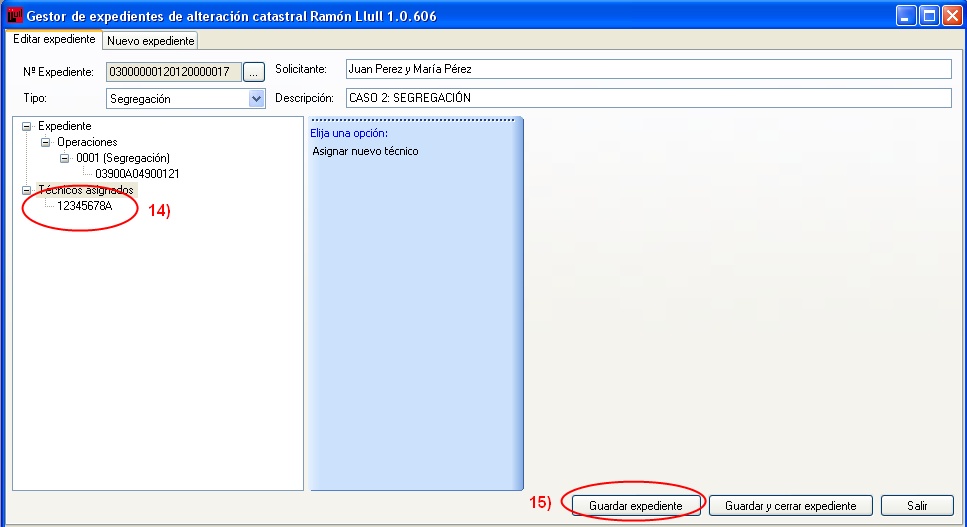 Llull Gestor de expedientes de alteración catastral Ramón Llull 1.0.606
Editar expediente Nuevo expediente
Nº Expediente: 03000000120120000017 ... Solicitante: Juan Perez y María Pérez
Tipo: Segregación Descripción: CASO 2: SEGREGACIÓN
Expediente
Operaciones
0001 (Segregación)
03900A04900121
Técnicos asignados
12345678A 14)
Elija una opción:
Asignar nuevo técnico
15) Guardar expediente Guardar y cerrar expediente Salir